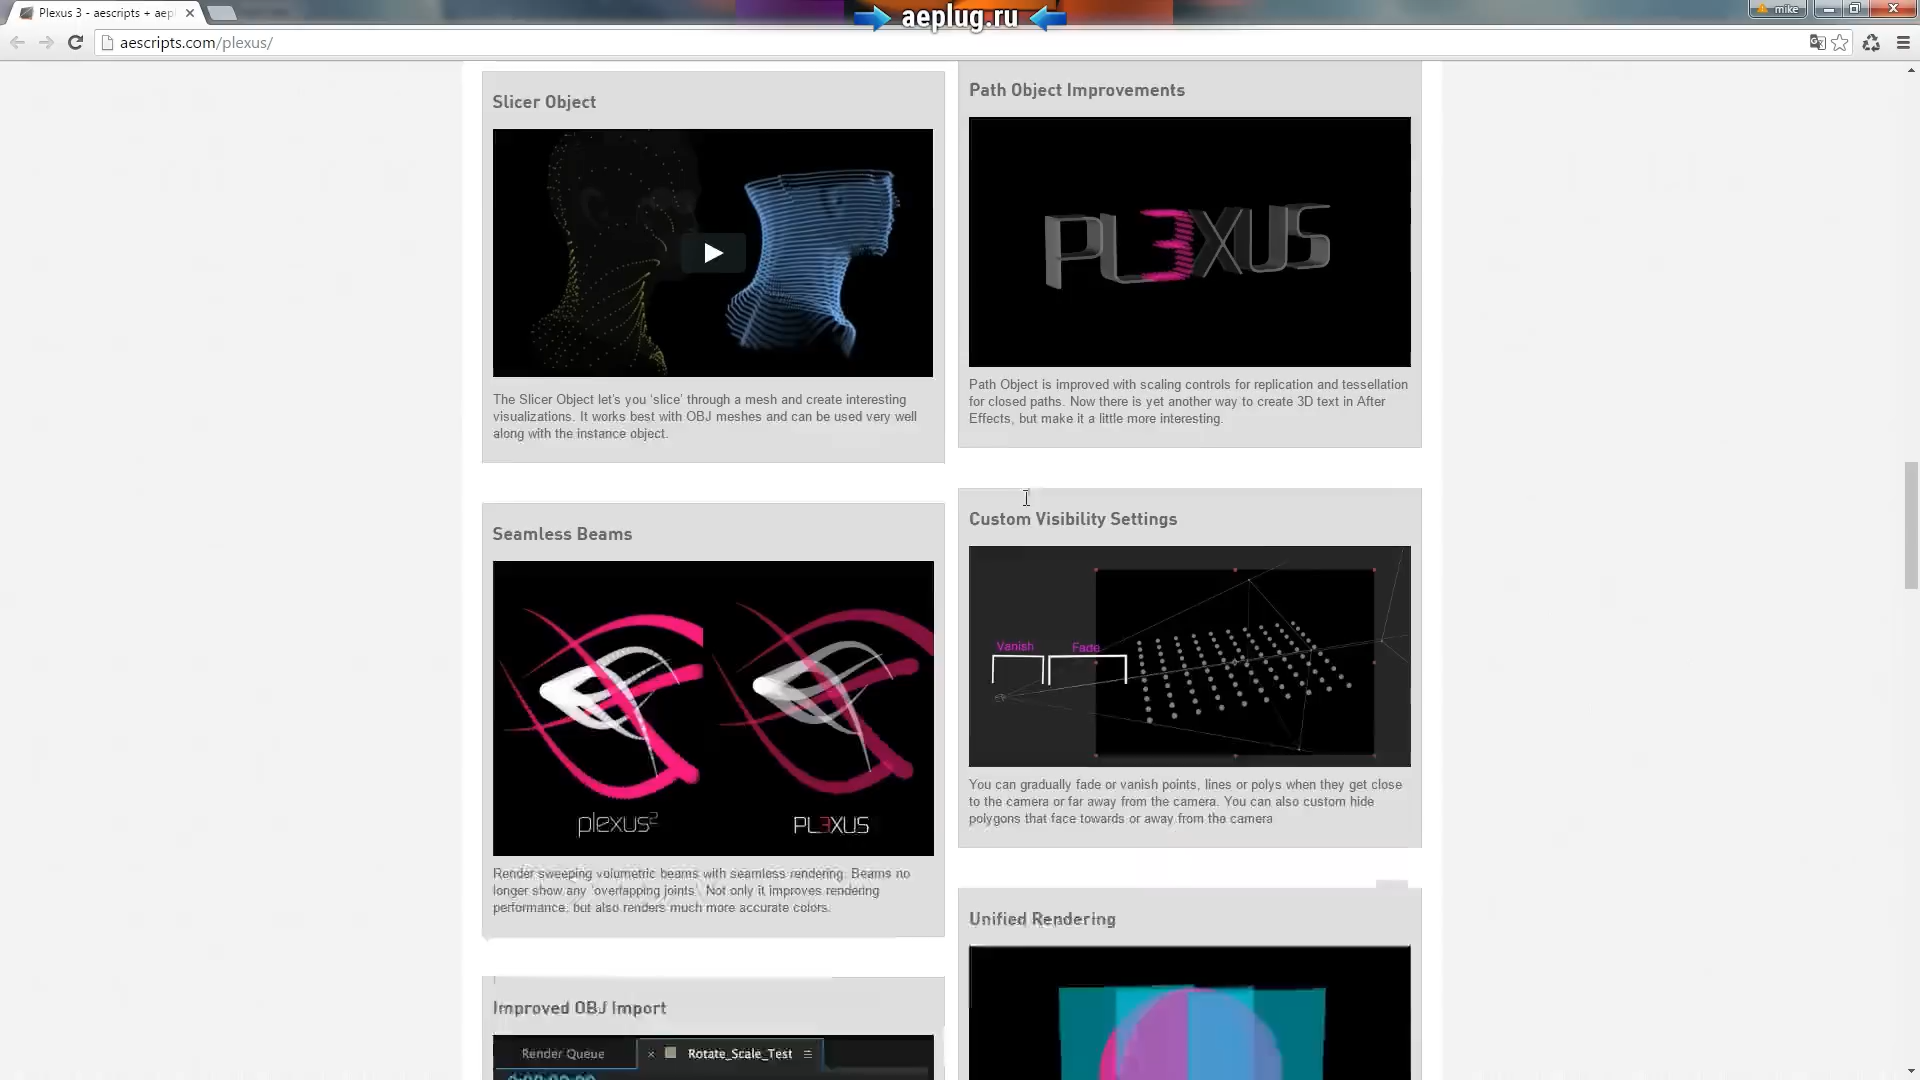 Plexus 3 - aescripts + aep
aeplug.ru
mike
aescripts.com/plexus/
Slicer Object
The Slicer Object let's you 'slice' through a mesh and create interesting
visualizations. It works best with OBJ meshes and can be used very well
along with the instance object.
Path Object Improvements
PL3XUS
Path Object is improved with scaling controls for replication and tessellation
for closed paths. Now there is yet another way to create 3D text in After
Effects, but make it a little more interesting.
Seamless Beams
plexus²
PL3XUS
Render sweeping volumetric beams with seamless rendering. Beams no
longer show any 'overlapping joints'. Not only it improves rendering
performance, but also renders much more accurate colors.
Custom Visibility Settings
Vanish
Fade
You can gradually fade or vanish points, lines or polys when they get close
to the camera or far away from the camera. You can also custom hide
polygons that face towards or away from the camera
Unified Rendering
Improved OBJ Import
Render Queue
Rotate_Scale_Test